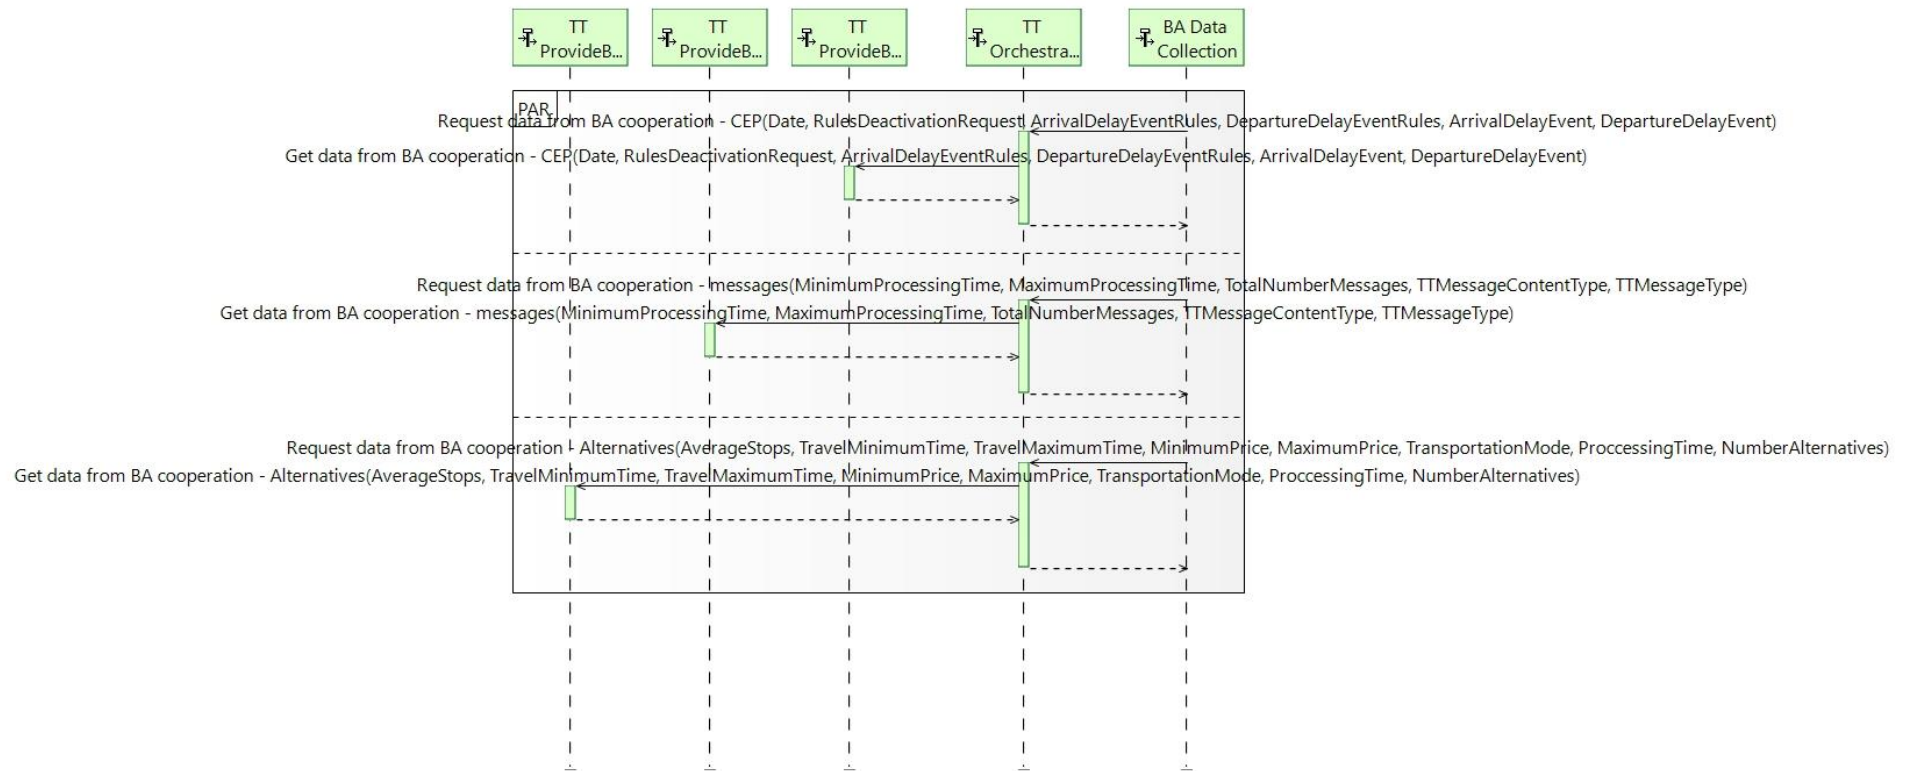 TT
ProvideB...
TT
ProvideB...
TT
ProvideB...
TT
Orchestra...
BA Data
Collection
PAR
Request data from BA cooperation - CEP(Date, RulesDeactivationRequest, ArrivalDelayEventRules, DepartureDelayEventRules, ArrivalDelayEvent, DepartureDelayEvent)
Get data from BA cooperation - CEP(Date, RulesDeactivationRequest, ArrivalDelayEventRules, DepartureDelayEventRules, ArrivalDelayEvent, DepartureDelayEvent)
Request data from BA cooperation - messages(MinimumProcessingTime, MaximumProcessingTime, TotalNumberMessages, TTMessageContentType, TTMessageType)
Get data from BA cooperation - messages(MinimumProcessingTime, MaximumProcessingTime, TotalNumberMessages, TTMessageContentType, TTMessageType)
Request data from BA cooperation - Alternatives(AverageStops, TravelMinimumTime, TravelMaximumTime, MinimumPrice, MaximumPrice, TransportationMode, ProccessingTime, NumberAlternatives)
Get data from BA cooperation - Alternatives(AverageStops, TravelMinimumTime, TravelMaximumTime, MinimumPrice, MaximumPrice, TransportationMode, ProccessingTime, NumberAlternatives)